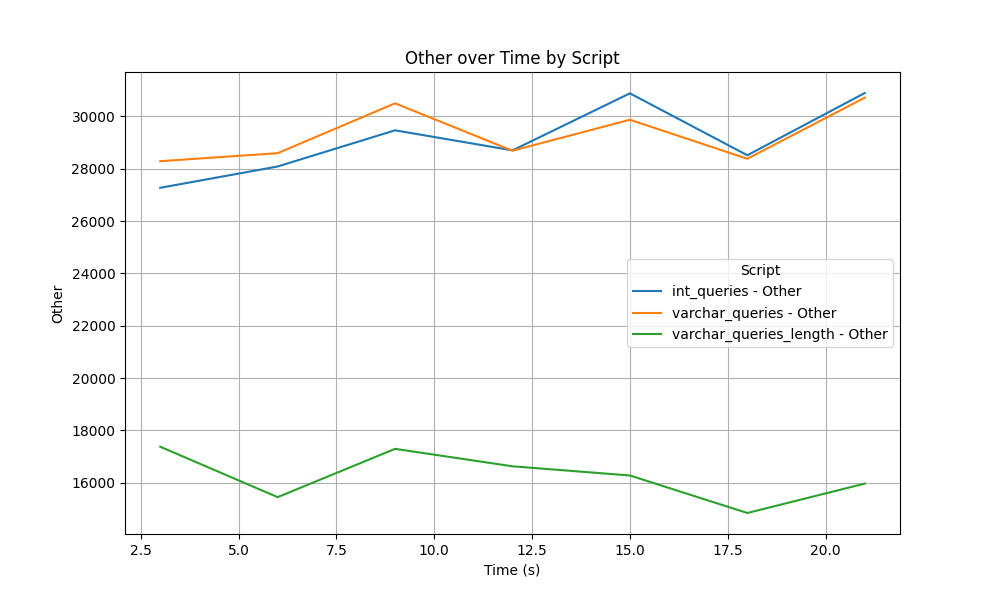 Other over Time by Script
Other
30000
28000
26000
24000
22000
20000
18000
16000
Script
int_queries - Other
varchar_queries - Other
varchar_queries_length - Other
2.5
5.0
7.5
10.0
12.5
15.0
17.5
20.0
Time (s)